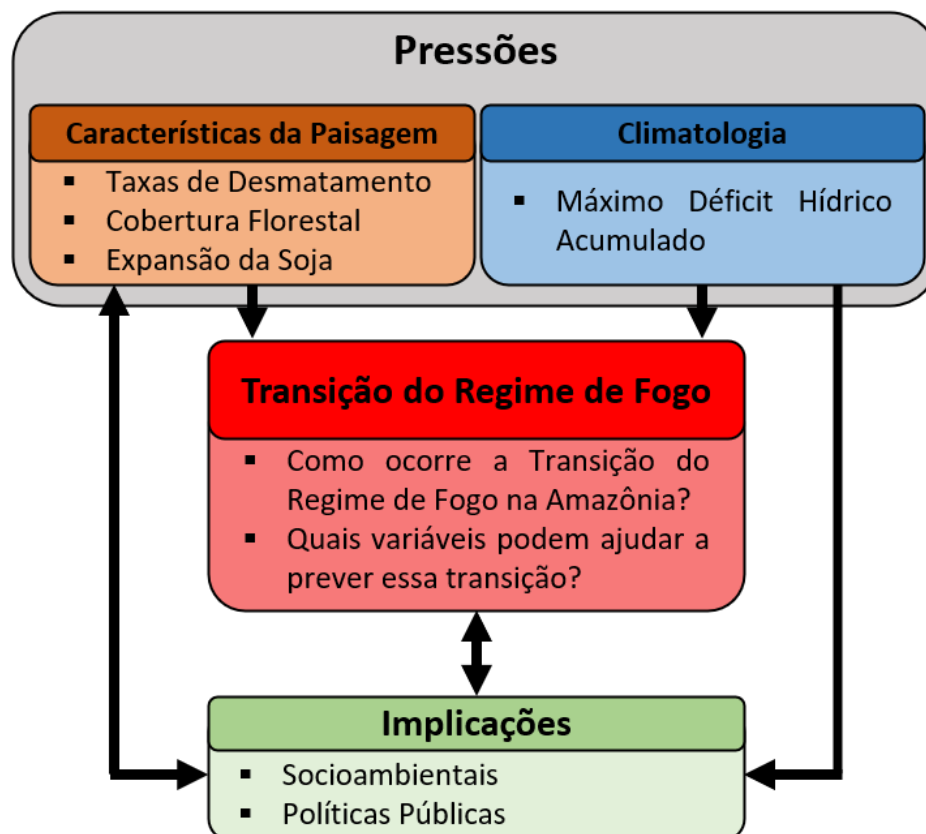 Pressões
Características da Paisagem
▪ Taxas de Desmatamento
▪ Cobertura Florestal
▪ Expansão da Soja
Climatologia
▪ Máximo Déficit Hídrico
Acumulado
Transição do Regime de Fogo
▪ Como ocorre a Transição do
Regime de Fogo na Amazônia?
▪ Quais variáveis podem ajudar a
prever essa transição?
Implicações
▪ Socioambientais
▪ Políticas Públicas